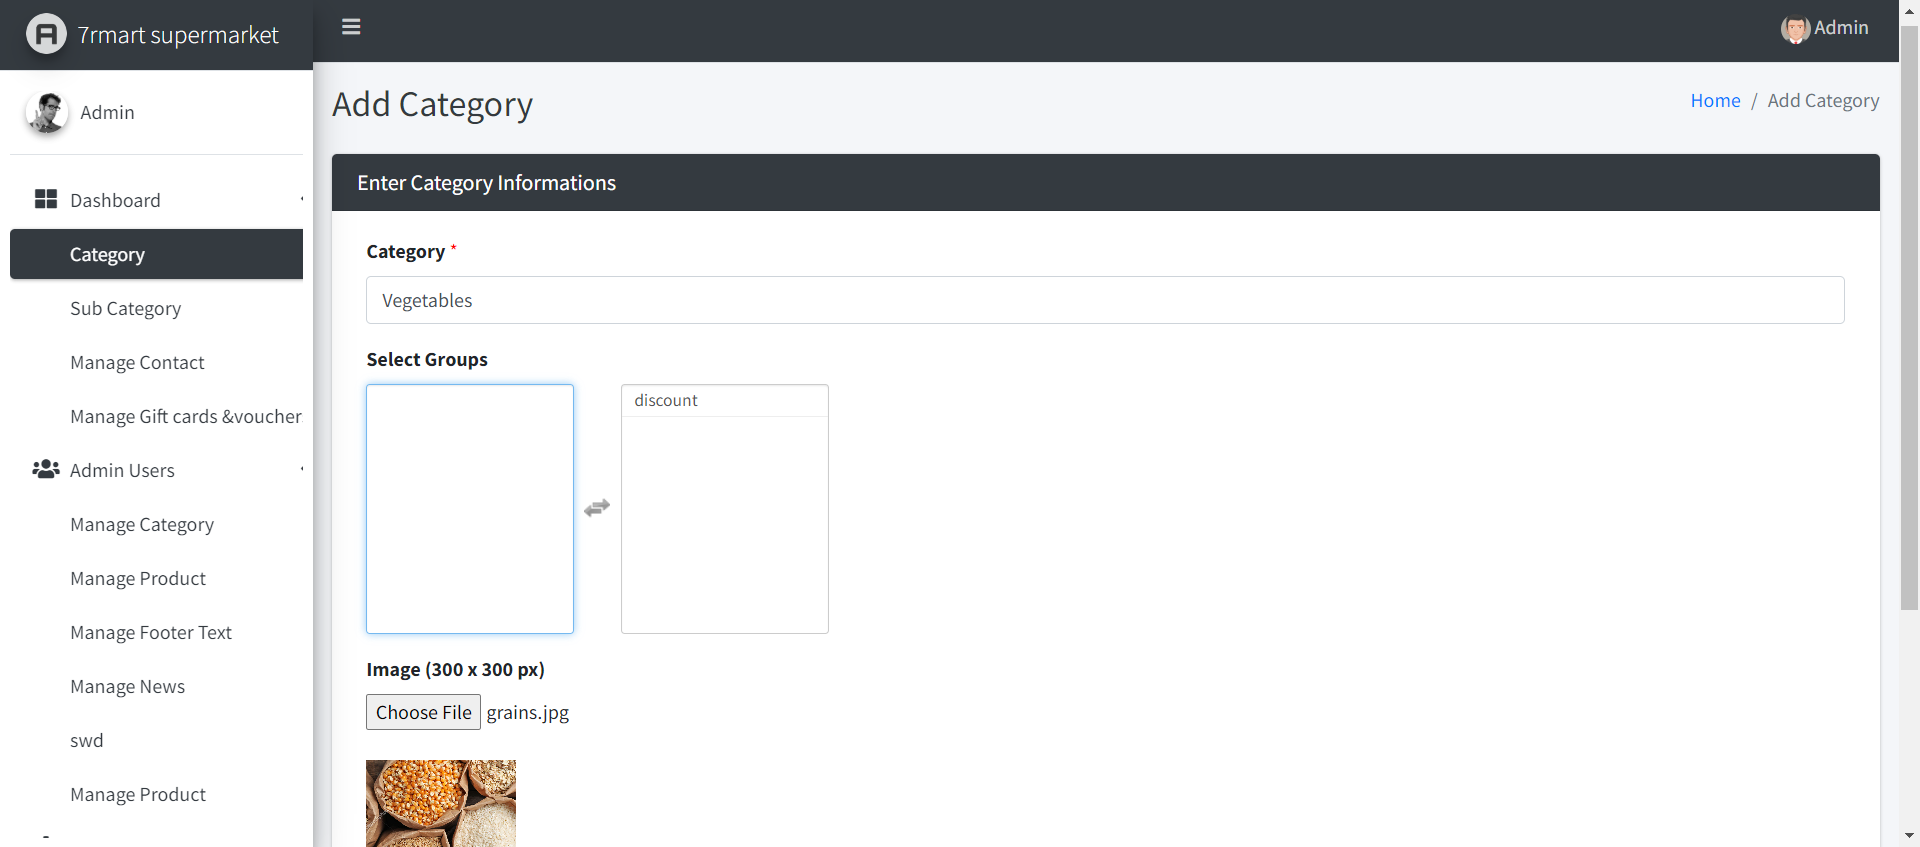 7rmart supermarket
Admin
Admin
Add Category
Home / Add Category
Dashboard
Category
Sub Category
Manage Contact
Manage Gift cards &voucher
Admin Users
Manage Category
Manage Product
Manage Footer Text
Manage News
swd
Manage Product
Enter Category Informations
Category *
Vegetables
Select Groups
discount
Image (300 x 300 px)
Choose File grains.jpg